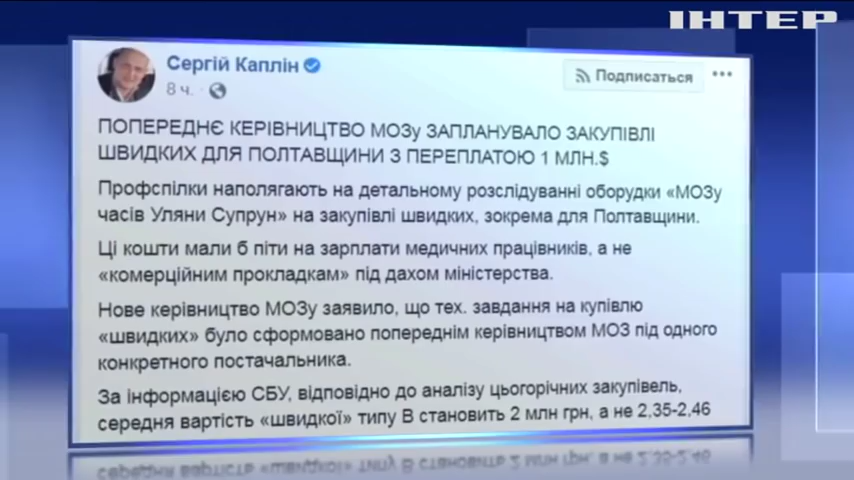 ІНТЕР
Сергій Каплін
8 ч.
Подписаться
ПОПЕРЕДНЄ КЕРІВНИЦТВО МОЗу ЗАПЛАНУВАЛО ЗАКУПІВЛІ
ШВИДКИХ ДЛЯ ПОЛТАВЩИНИ З ПЕРЕПЛАТОЮ 1 МЛН.$
Профспілки наполягають на детальному розслідуванні оборудки «МОЗу
часів Уляни Супрун» на закупівлі швидких, зокрема для Полтавщини.
Ці кошти мали б піти на зарплати медичних працівників, а не
«комерційним прокладкам» під дахом міністерства.
Нове керівництво МОЗу заявило, що тех. завдання на купівлю
«швидких» було сформовано попереднім керівництвом МОЗ під одного
конкретного постачальника.
За інформацією СБУ, відповідно до аналізу цьогорічних закупівель,
середня вартість «швидкої» типу В становить 2 млн грн, а не 2,35-2,46